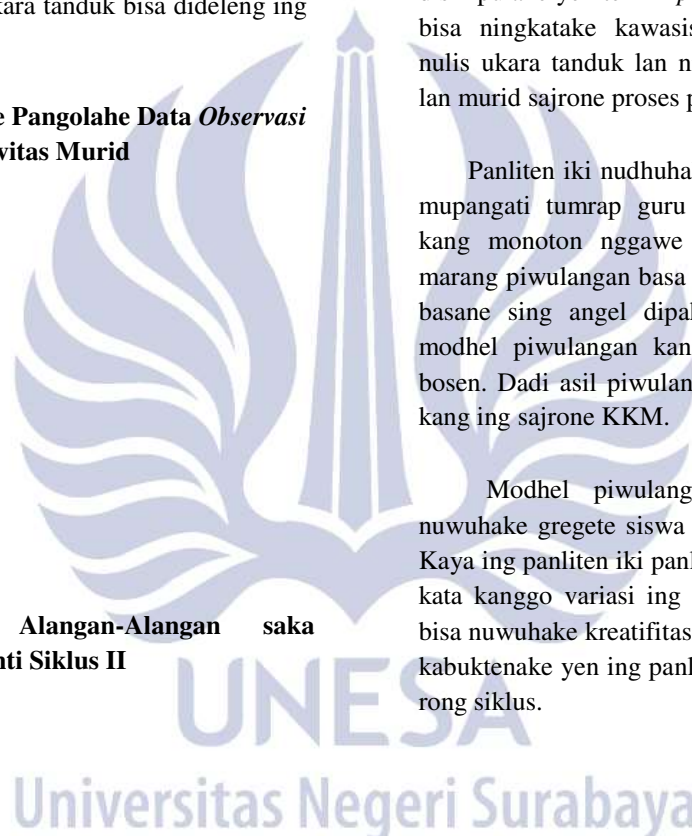 kara tanduk bisa dideleng ing
Pangolahe Data Observasi
vitas Murid
Alangan-Alangan saka
nti Siklus II
bisa ningkatake kawasis
nulis ukara tanduk lan n
lan murid sajrone proses p
Panliten iki nudhuha
mupangati tumrap guru
kang monoton nggawe
marang piwulangan basa
basane sing angel dipal
modhel piwulangan kan
bosen. Dadi asil piwulan
kang ing sajrone KKM.
Modhel piwulang
nuwuhake gregete siswa
Kaya ing panliten iki panl
kata kanggo variasi ing
bisa nuwuhake kreatifitas
kabuktenake yen ing panl
rong siklus.
UNESA
Universitas Negeri Surabaya